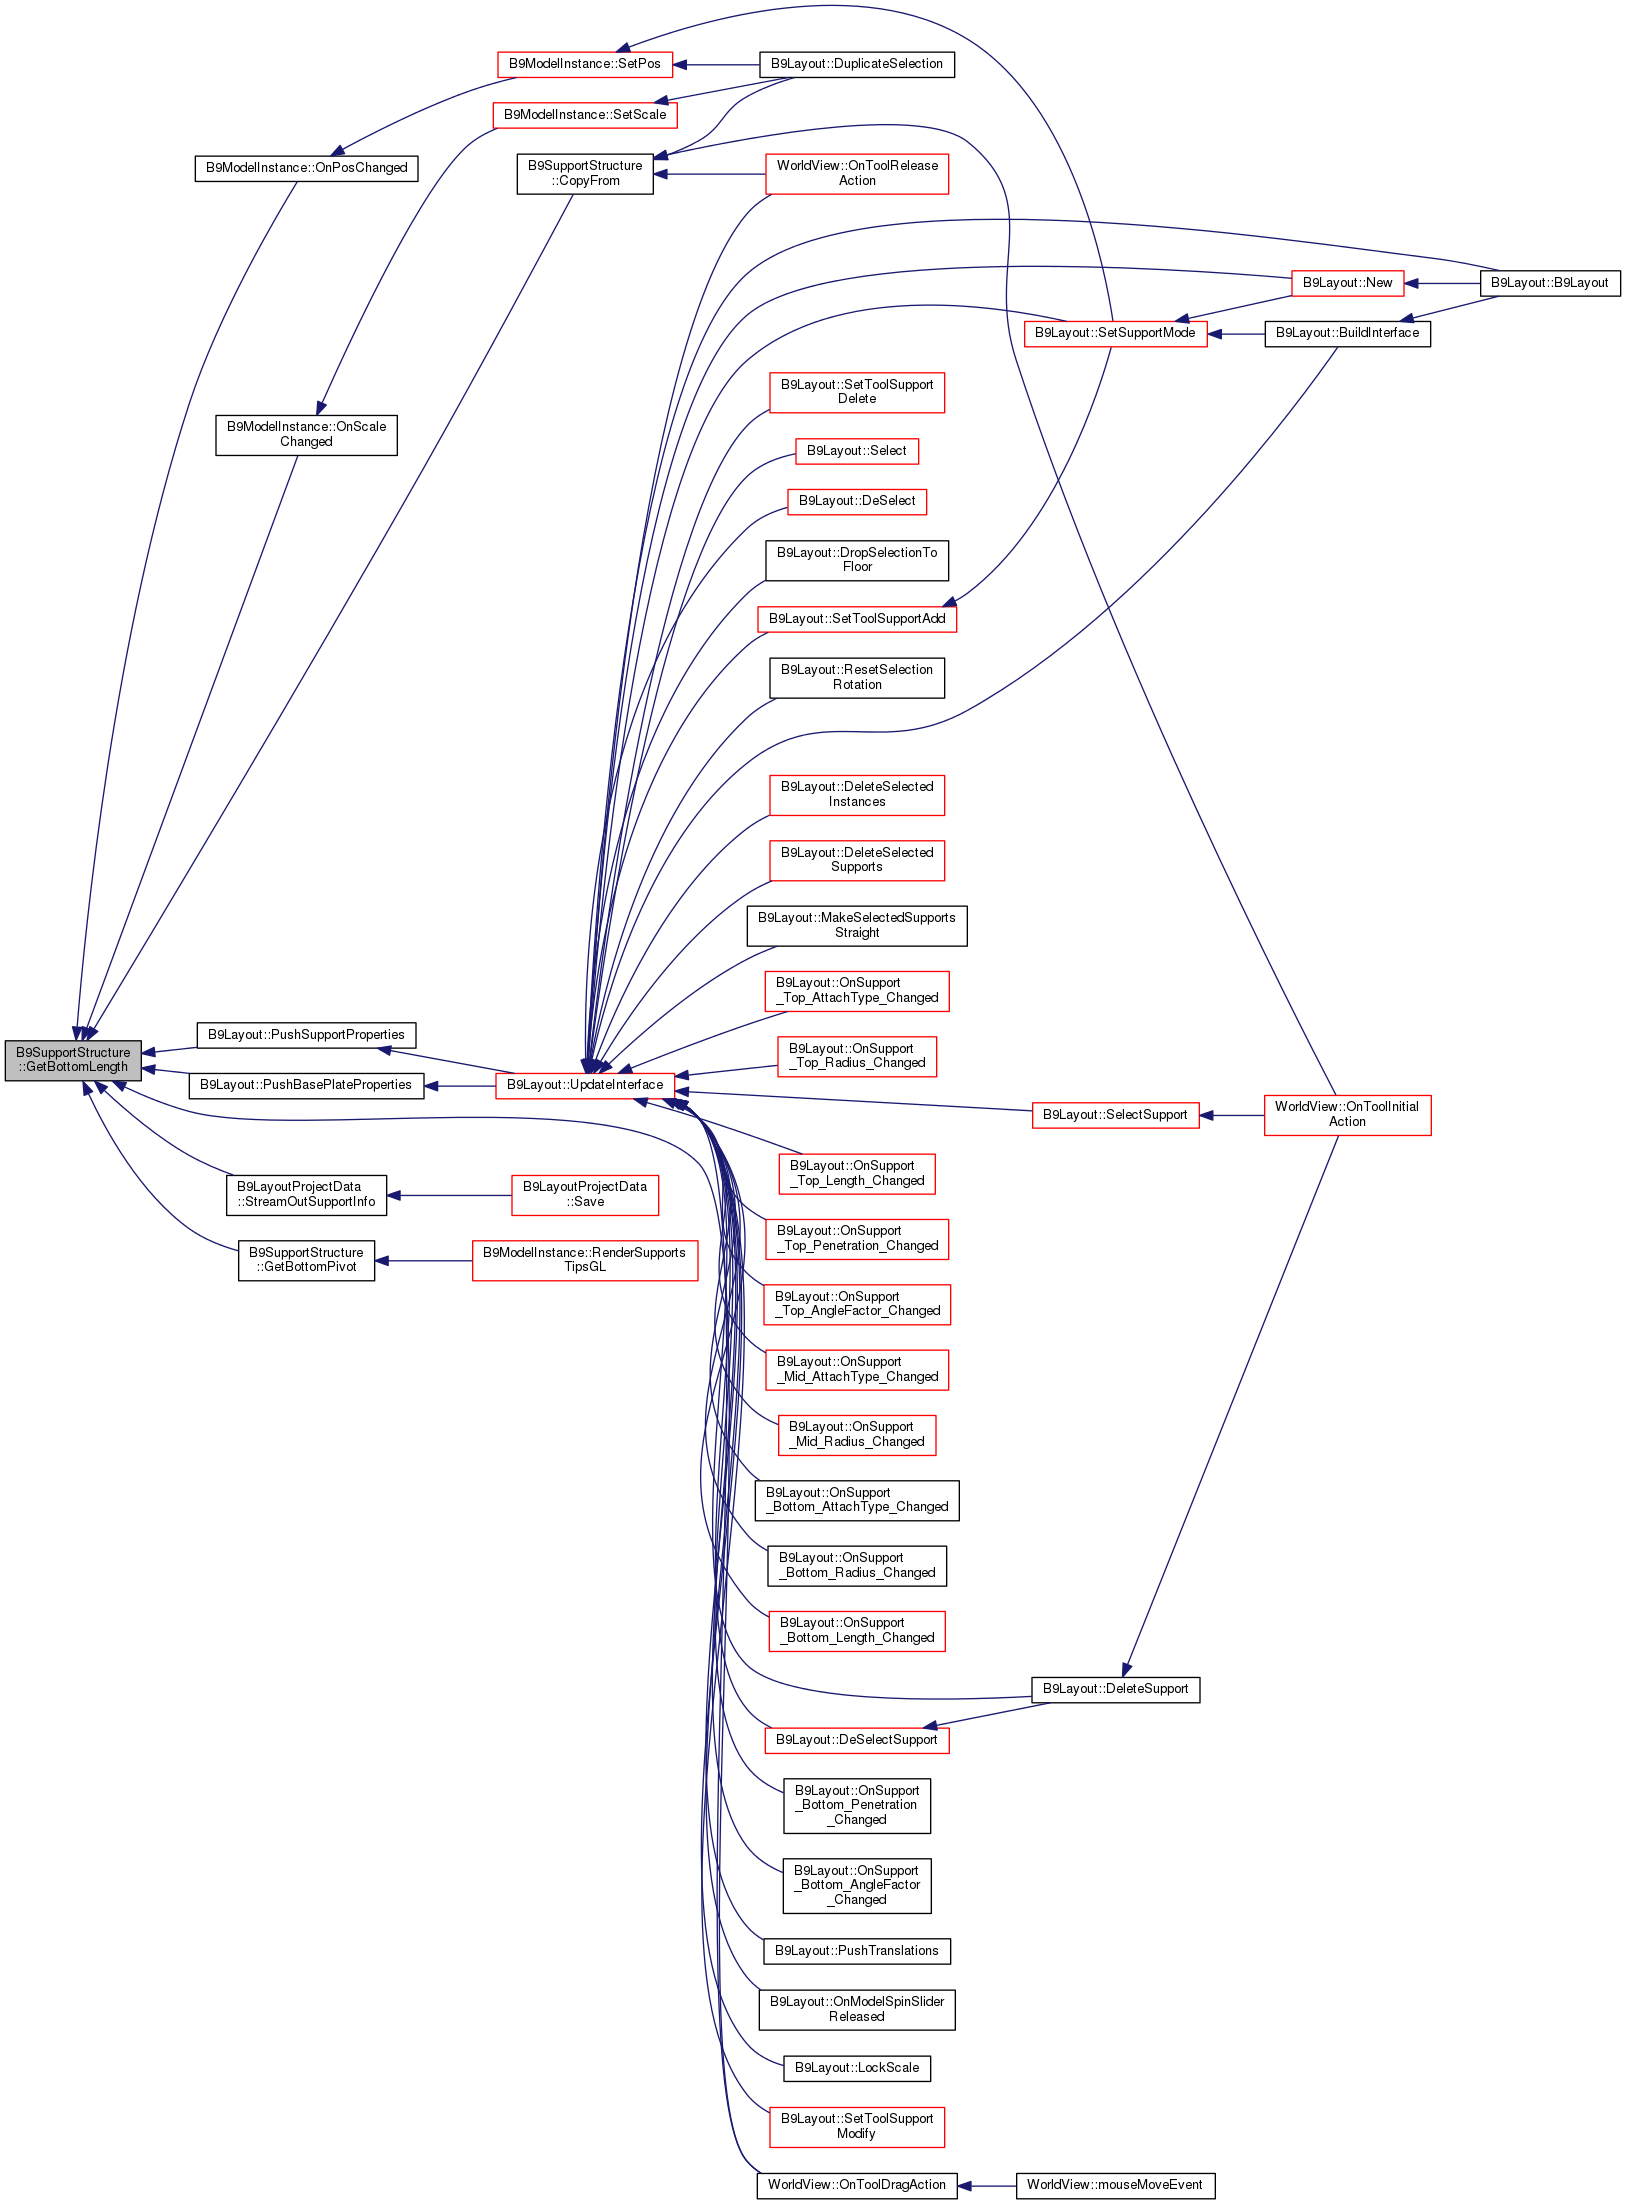 B9ModelInstance::SetPos
B9Layout::DuplicateSelection
B9ModelInstance::SetScale
B9ModelInstance::OnPosChanged
B9SupportStructure
::CopyFrom
WorldView::OnToolRelease
Action
B9Layout::New
B9Layout::B9Layout
B9Layout::SetSupportMode
B9Layout::BuildInterface
B9Layout::SetToolSupport
Delete
B9ModelInstance::OnScale
Changed
B9Layout::Select
B9Layout::DeSelect
B9Layout::DropSelectionTo
Floor
B9Layout::SetToolSupportAdd
B9Layout::ResetSelection
Rotation
B9Layout::DeleteSelected
Instances
B9Layout::DeleteSelected
Supports
B9Layout::MakeSelectedSupports
Straight
B9Layout::OnSupport
_Top_AttachType_Changed
B9Layout::PushSupportProperties
B9SupportStructure
::GetBottomLength
B9Layout::OnSupport
_Top_Radius_Changed
B9Layout::PushBasePlateProperties
B9Layout::UpdateInterface
B9Layout::SelectSupport
WorldView::OnToolInitial
Action
B9Layout::OnSupport
_Top_Length_Changed
B9LayoutProjectData
::StreamOutSupportInfo
B9LayoutProjectData
::Save
B9Layout::OnSupport
_Top_Penetration_Changed
B9SupportStructure
::GetBottomPivot
B9ModelInstance::RenderSupports
TipsGL
B9Layout::OnSupport
_Top_AngleFactor_Changed
B9Layout::OnSupport
_Mid_AttachType_Changed
B9Layout::OnSupport
_Mid_Radius_Changed
B9Layout::OnSupport
_Bottom_AttachType_Changed
B9Layout::OnSupport
_Bottom_Radius_Changed
B9Layout::OnSupport
_Bottom_Length_Changed
B9Layout::DeleteSupport
B9Layout::DeSelectSupport
B9Layout::OnSupport
_Bottom_Penetration
_Changed
B9Layout::OnSupport
_Bottom_AngleFactor
_Changed
B9Layout::PushTranslations
B9Layout::OnModelSpinSlider
Released
B9Layout::LockScale
B9Layout::SetToolSupport
Modify
WorldView::OnToolDragAction
WorldView::mouseMoveEvent